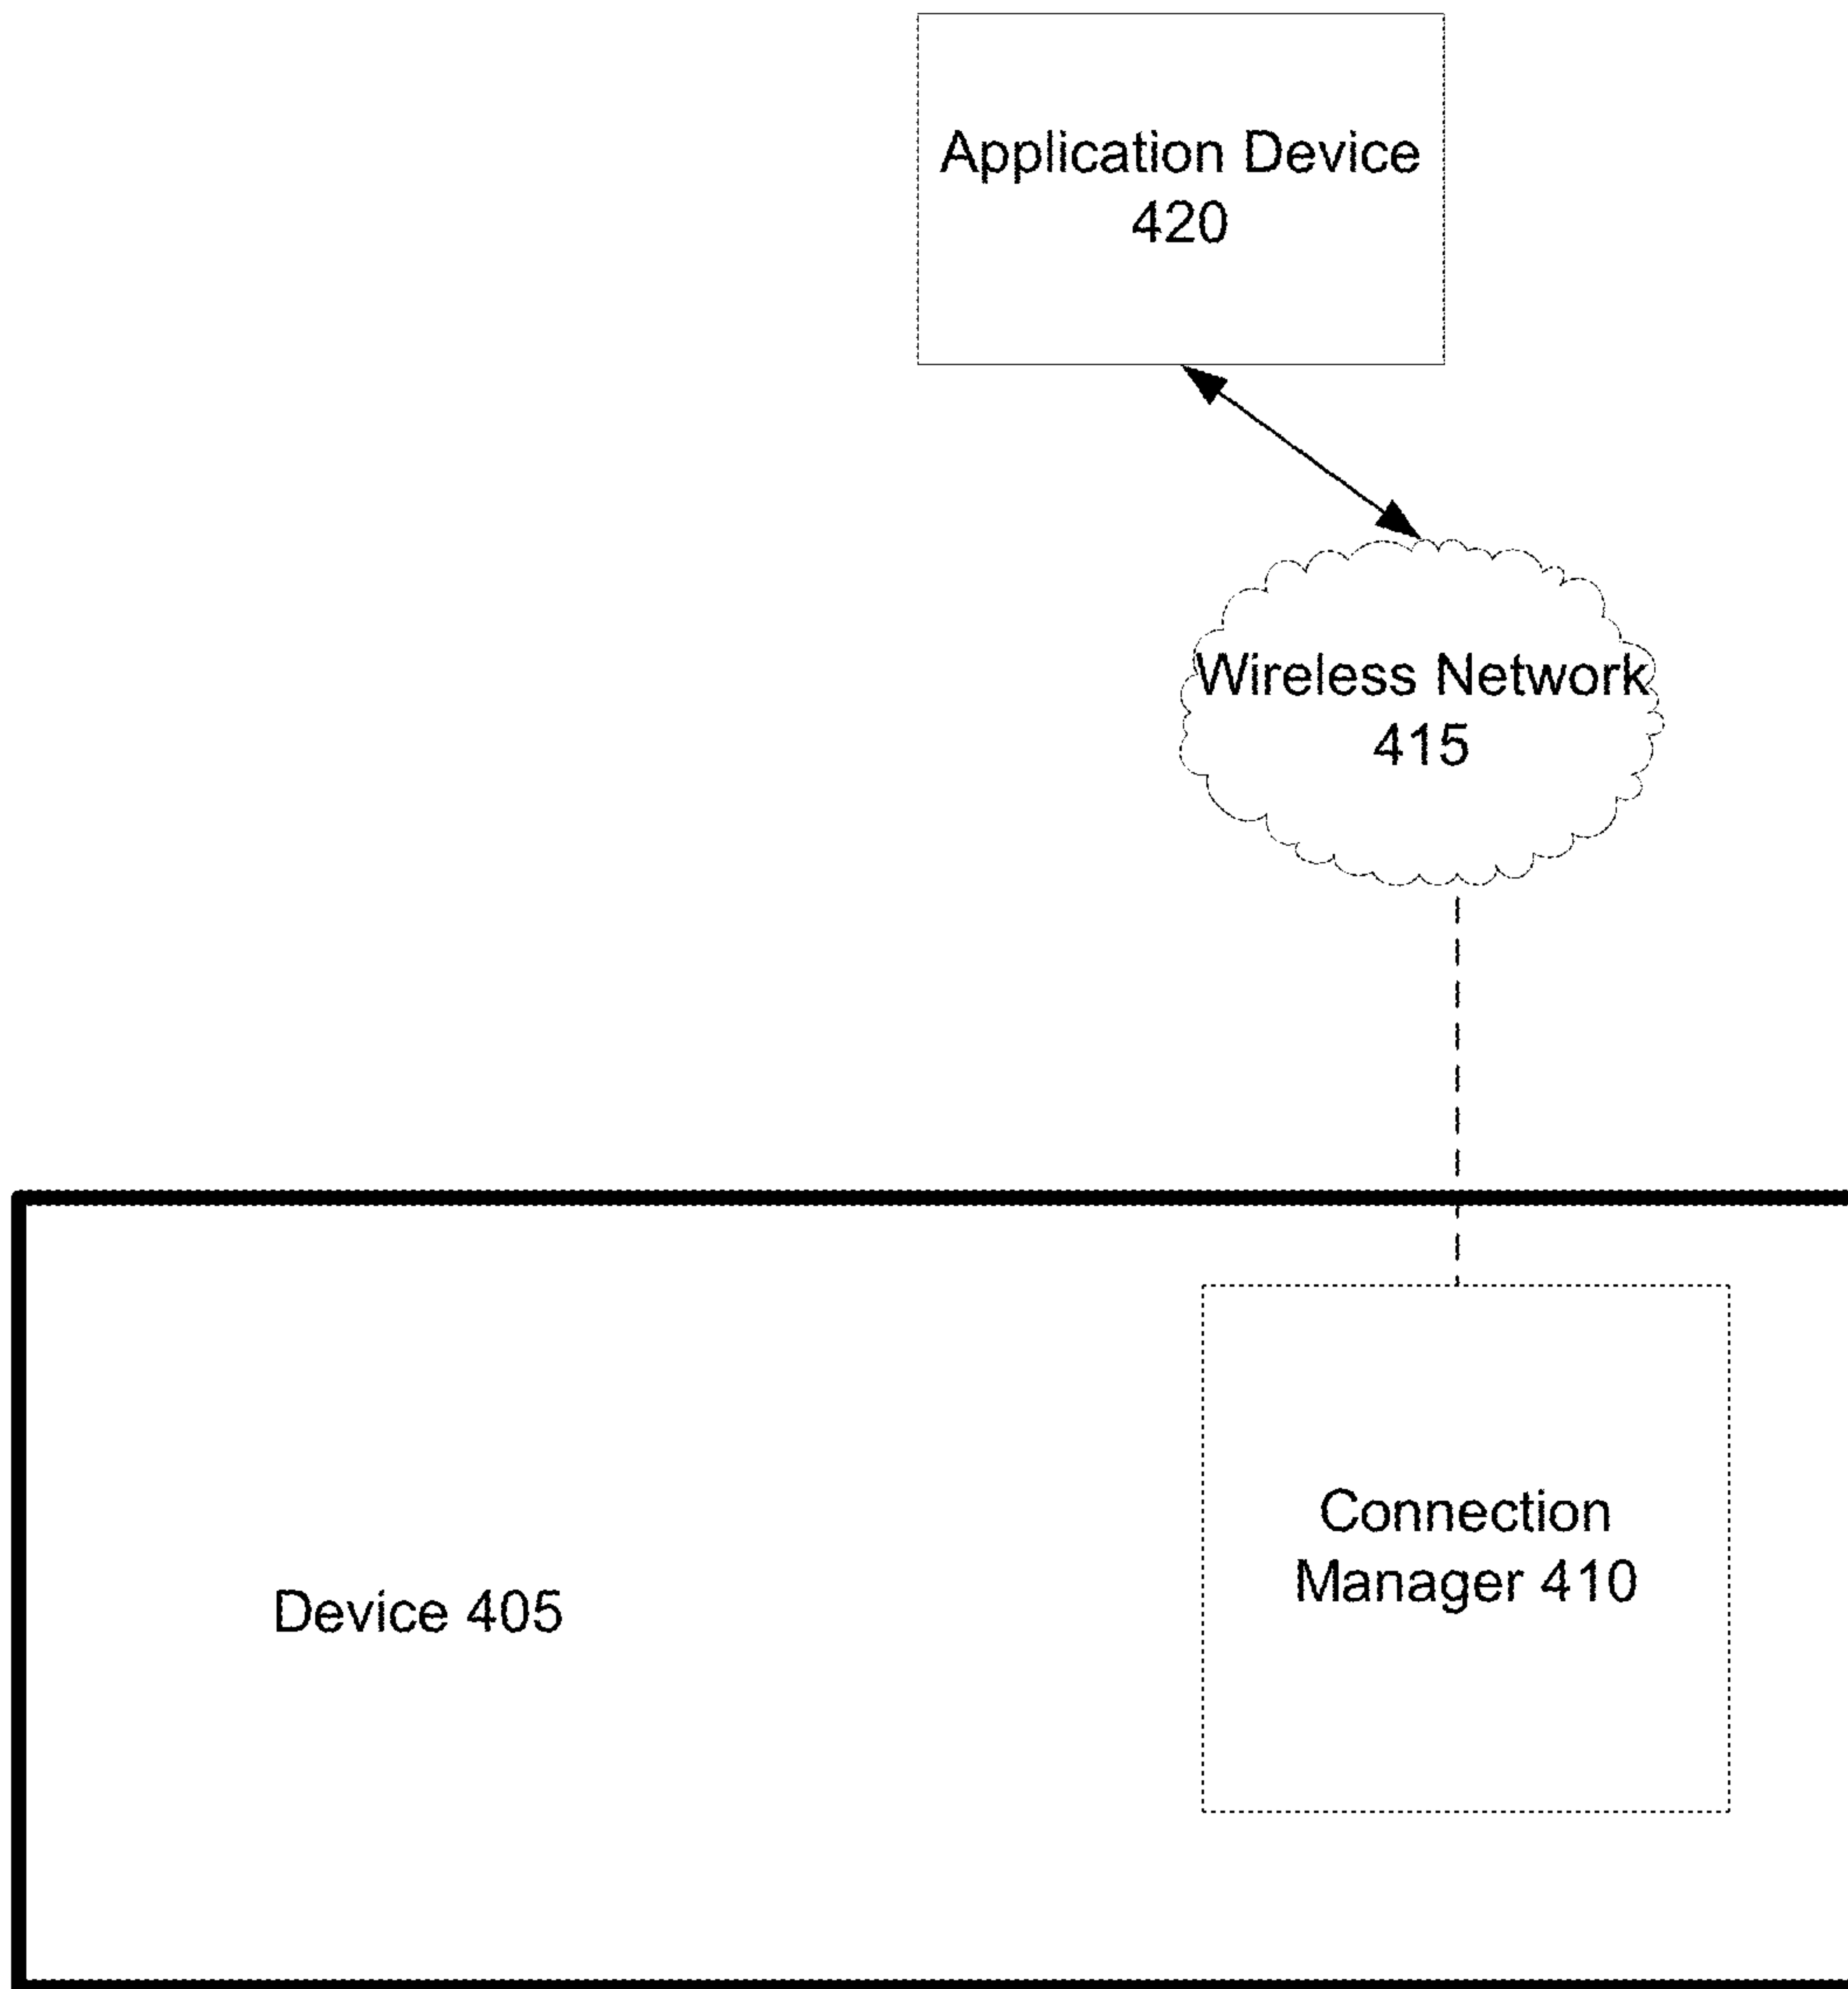 Application Device
420
Wireless Network
415
Connection
Manager 410
Device 405